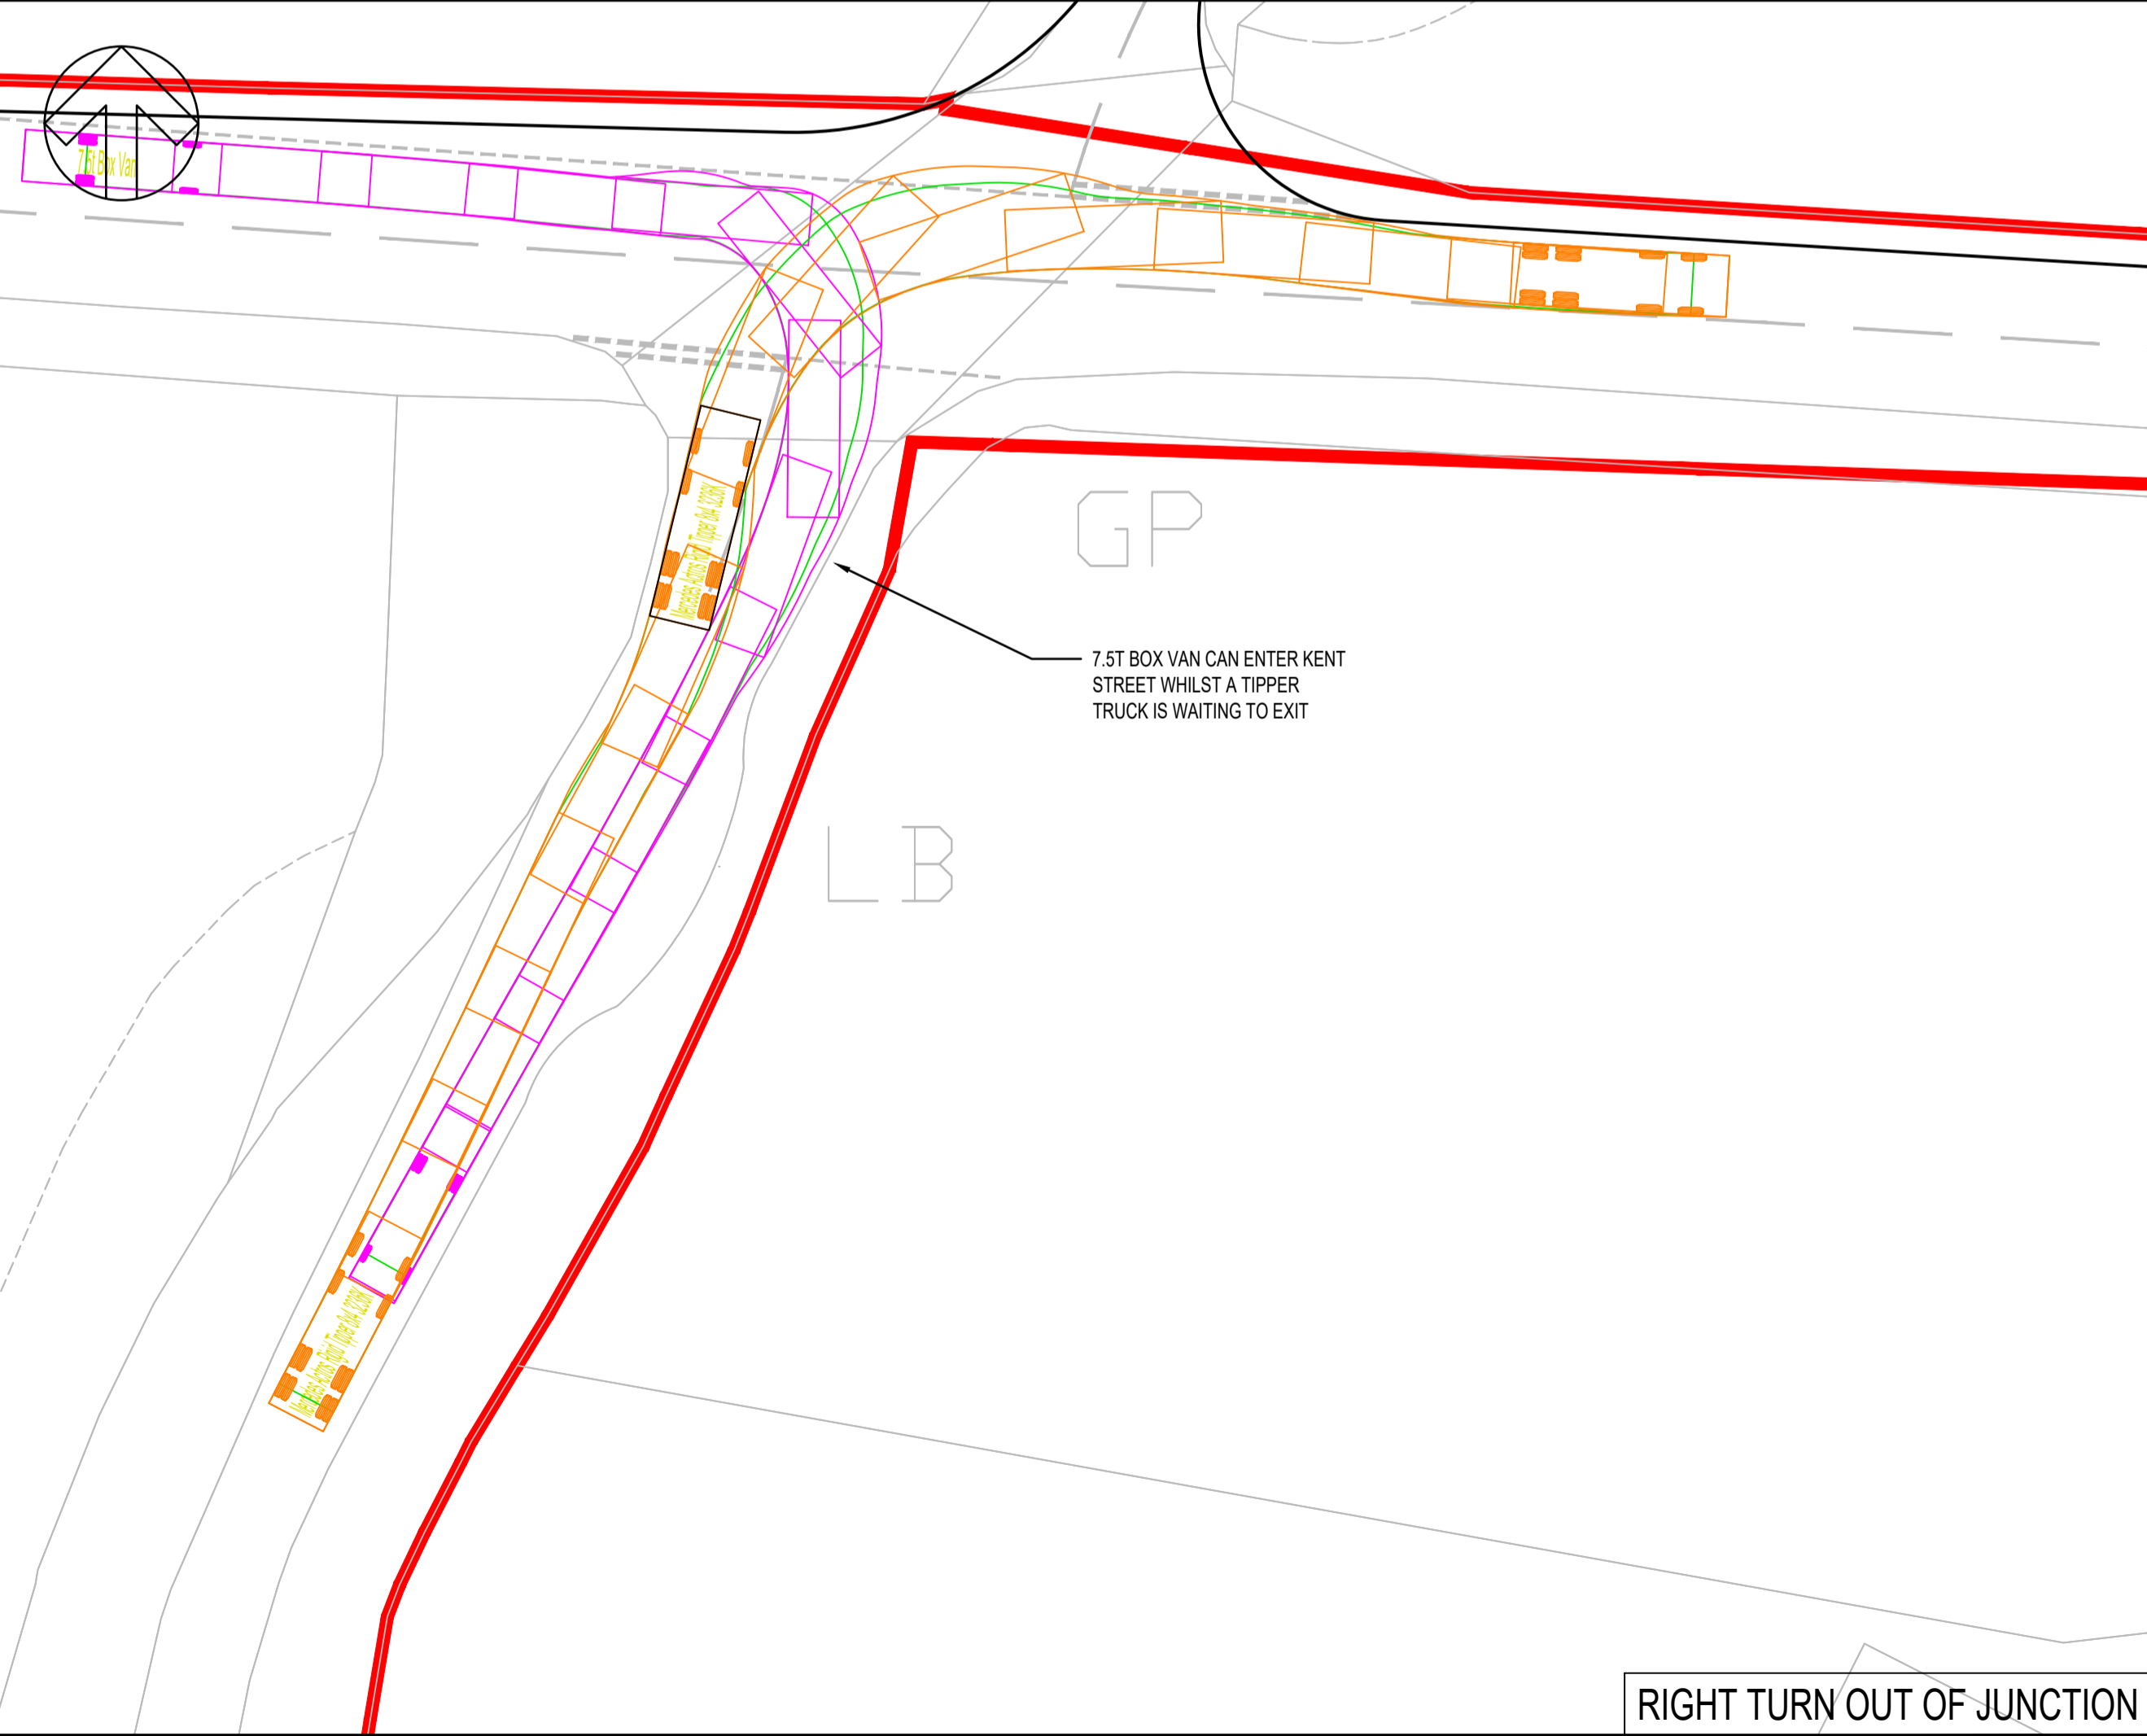 7.5t Box Van
GP
7.5T BOX VAN CAN ENTER KENT
STREET WHILST A TIPPER
TRUCK IS WAITING TO EXIT
LB
RIGHT TURN OUT OF JUNCTION